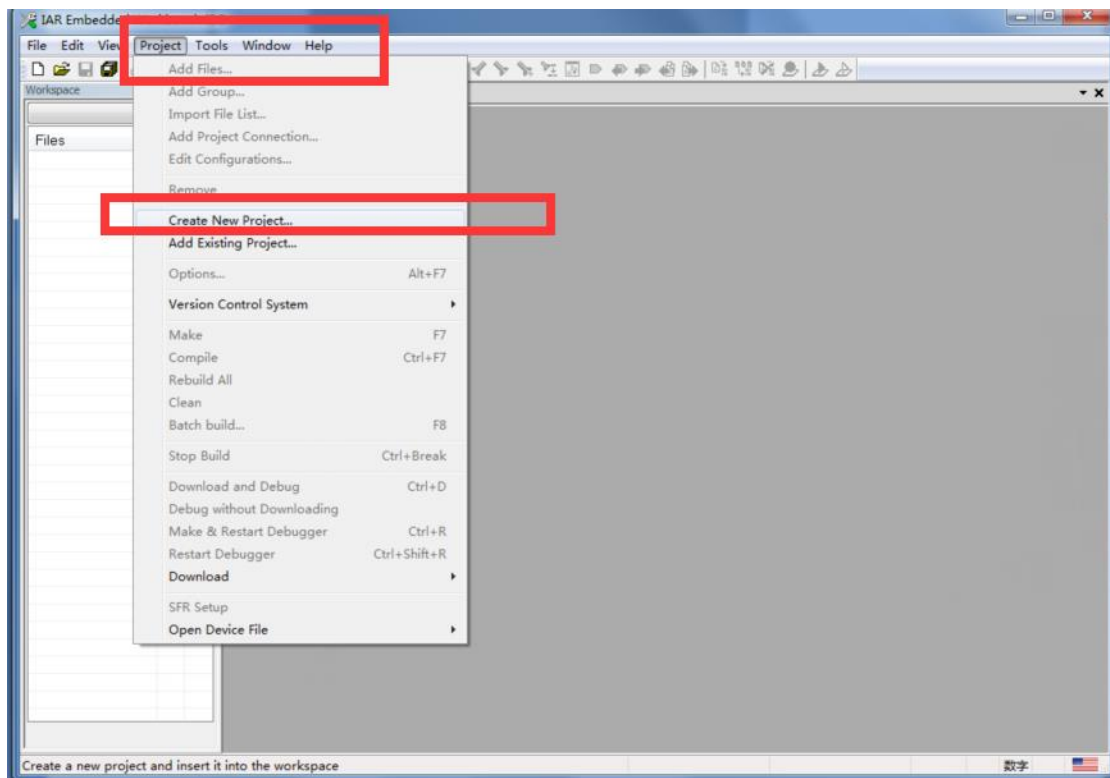 IAR Embedde
File Edit View Project Tools Window Help
Workspace
Files
Add Files...
Add Group...
Import File List...
Add Project Connection...
Edit Configurations...
Remove
Create New Project...
Add Existing Project...
Options... Alt+F7
Version Control System
Make F7
Compile Ctrl+F7
Rebuild All
Clean
Batch build... F8
Stop Build Ctrl+Break
Download and Debug Ctrl+D
Debug without Downloading
Make & Restart Debugger Ctrl+R
Restart Debugger Ctrl+Shift+R
Download
SFR Setup
Open Device File
Create a new project and insert it into the workspace 数字